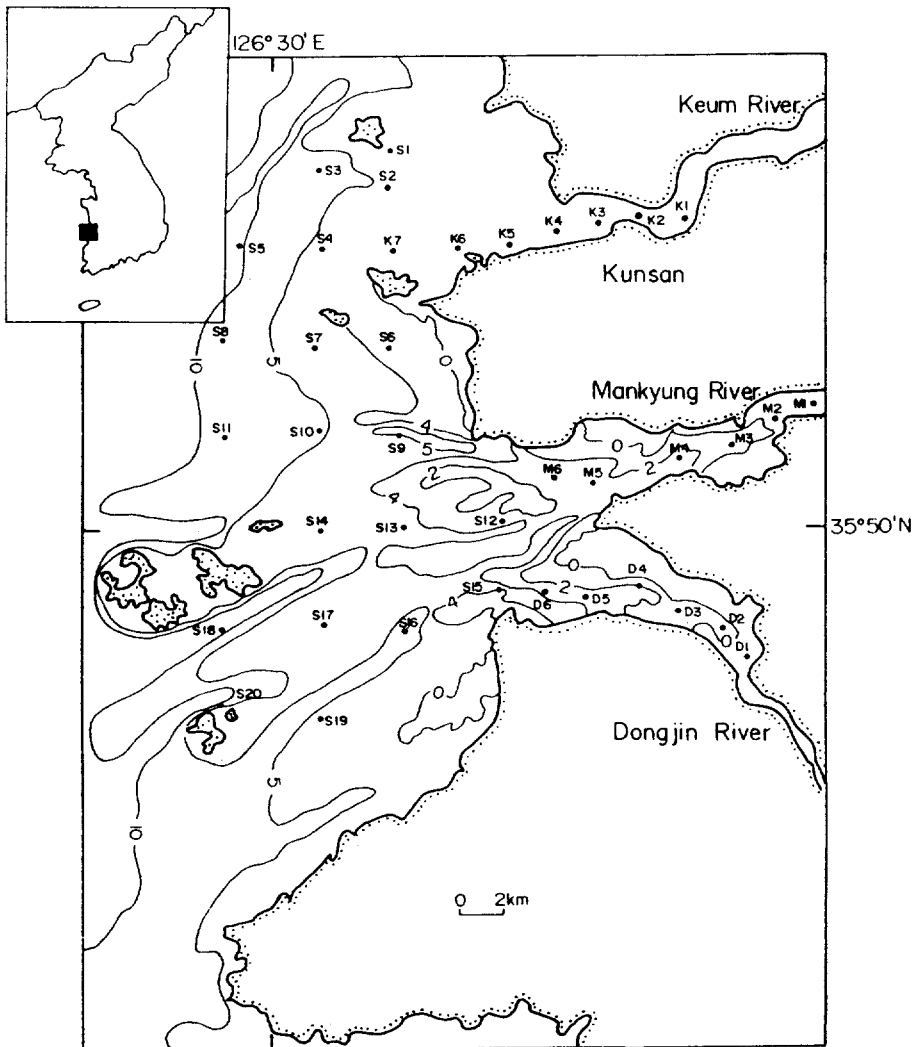 126° 30' E
Keum River
S1
S3
S2
K1
K2
K3
K4
K5
K6
K7
S4
S5
Kunsan
S8
S7
S6
0
10
5
Mankyung River
M1
M2
M3
M4
S11
S10
4
5
S9
0
2
M6
M5
2
4
S14
S13
S12
35° 50' N
0
D4
S15
2
4
D6
D5
D3
D2
0
D1
S18
S17
S16
0
S20
S19
Dongjin River
5
10
0 2km